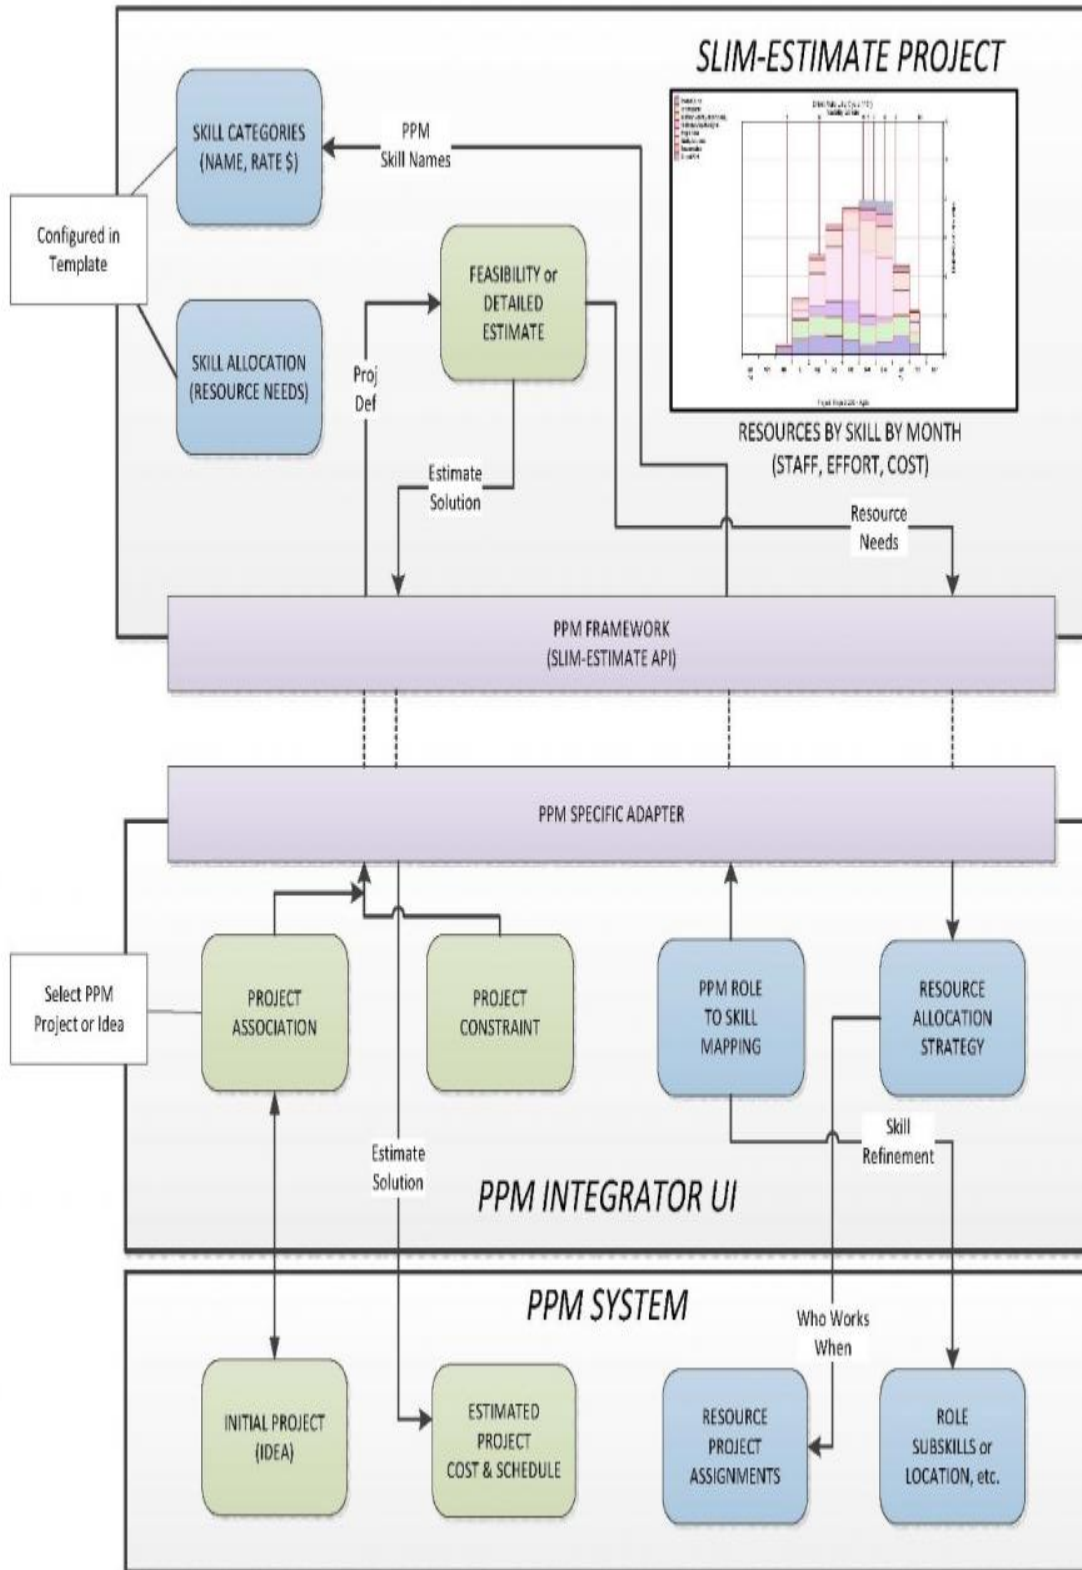 SLIM-ESTIMATE PROJECT
SKILL CATEGORIES
(NAME, RATE $)
PPM
Skill Names
Configured in
Template
FEASIBILITY or
DETAILED
ESTIMATE
SKILL ALLOCATION
(RESOURCE NEEDS)
Proj
Def
RESOURCES BY SKILL BY MONTH
(STAFF, EFFORT, COST)
Estimate
Solution
Resource
Needs
PPM FRAMEWORK
(SLIM-ESTIMATE API)
PPM SPECIFIC ADAPTER
Select PPM
Project or Idea
PROJECT
ASSOCIATION
PROJECT
CONSTRAINT
PPM ROLE
TO SKILL
MAPPING
RESOURCE
ALLOCATION
STRATEGY
Estimate
Solution
Skill
Refinement
PPM INTEGRATOR UI
PPM SYSTEM
Who Works
When
INITIAL PROJECT
(IDEA)
ESTIMATED
PROJECT
COST & SCHEDULE
RESOURCE
PROJECT
ASSIGNMENTS
ROLE
SUBSKILLS or
LOCATION, etc.